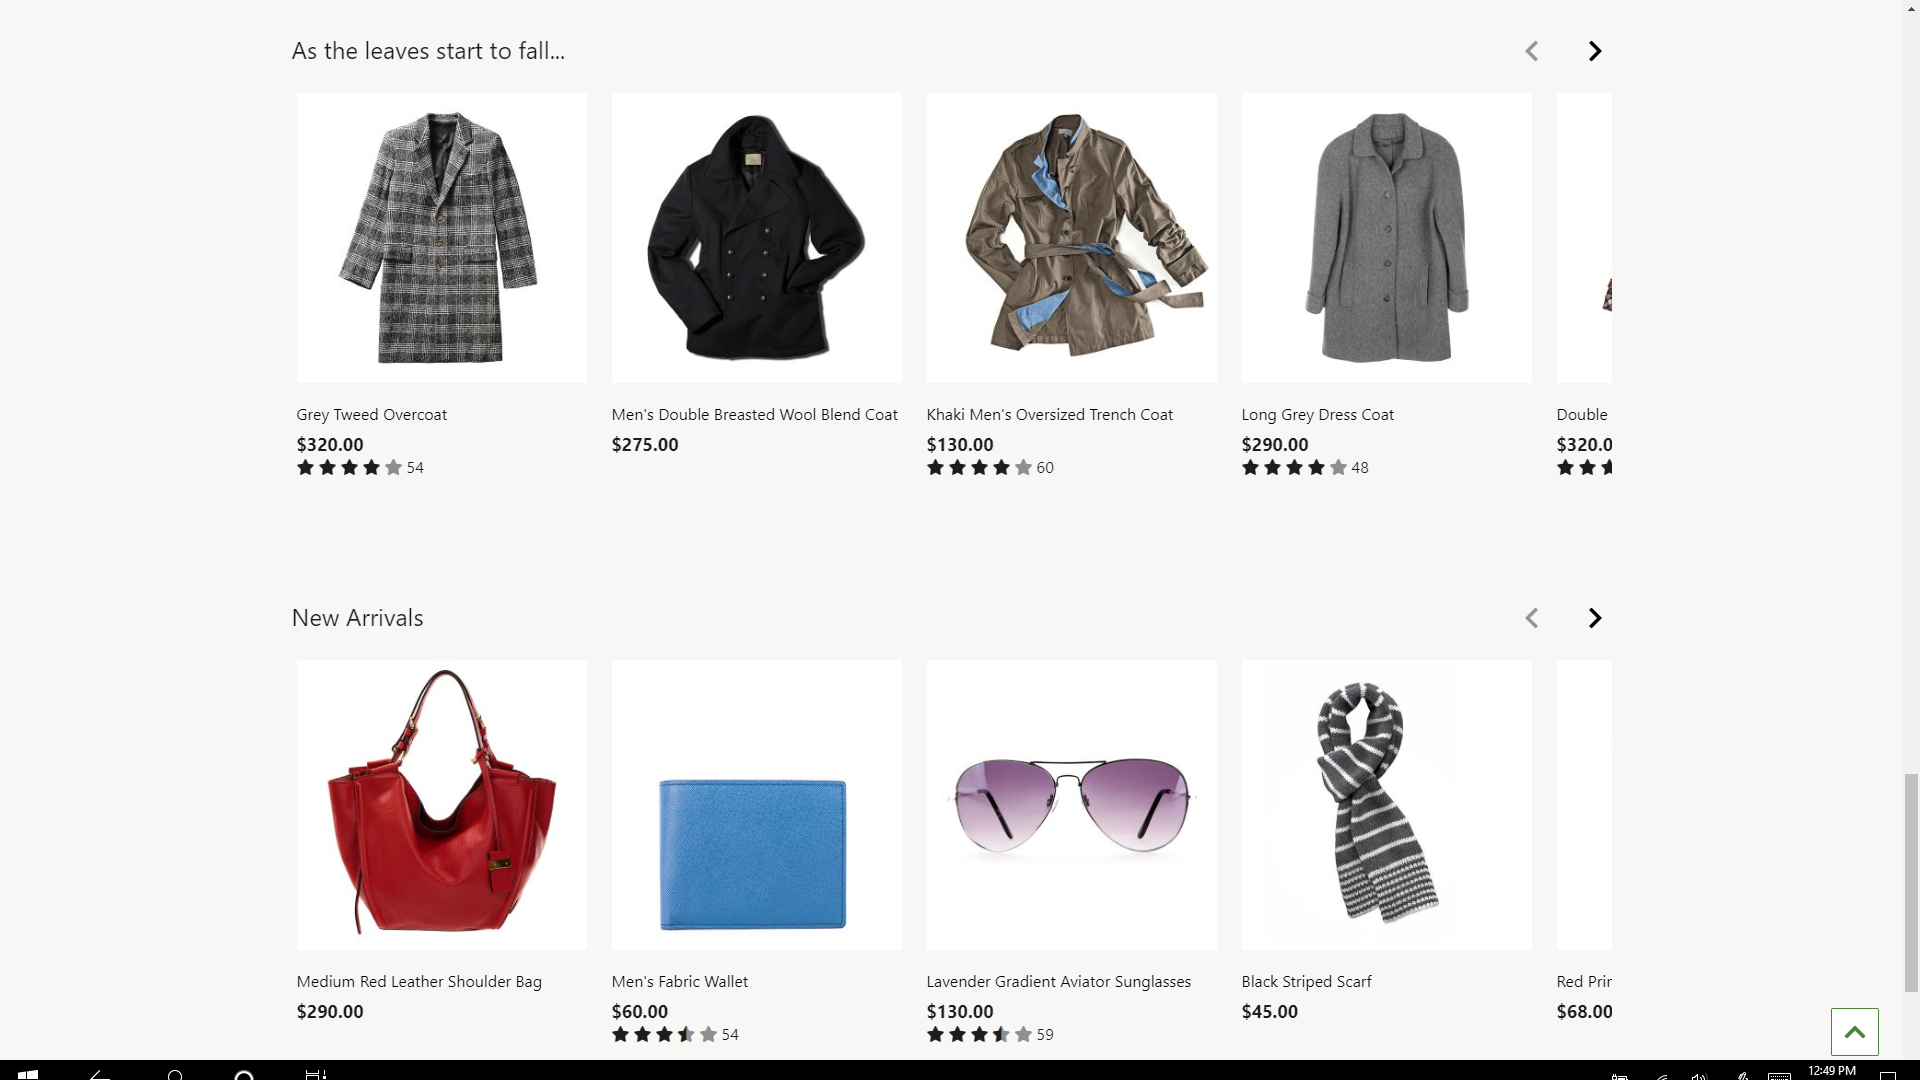 As the leaves start to fall...
Grey Tweed Overcoat
$320.00
54
Men's Double Breasted Wool Blend Coat
$275.00
Khaki Men's Oversized Trench Coat
$130.00
60
Long Grey Dress Coat
$290.00
48
Double
$320.0
New Arrivals
Medium Red Leather Shoulder Bag
$290.00
Men's Fabric Wallet
$60.00
54
Lavender Gradient Aviator Sunglasses
$130.00
59
Black Striped Scarf
$45.00
Red Prin
$68.00
12:49 PM